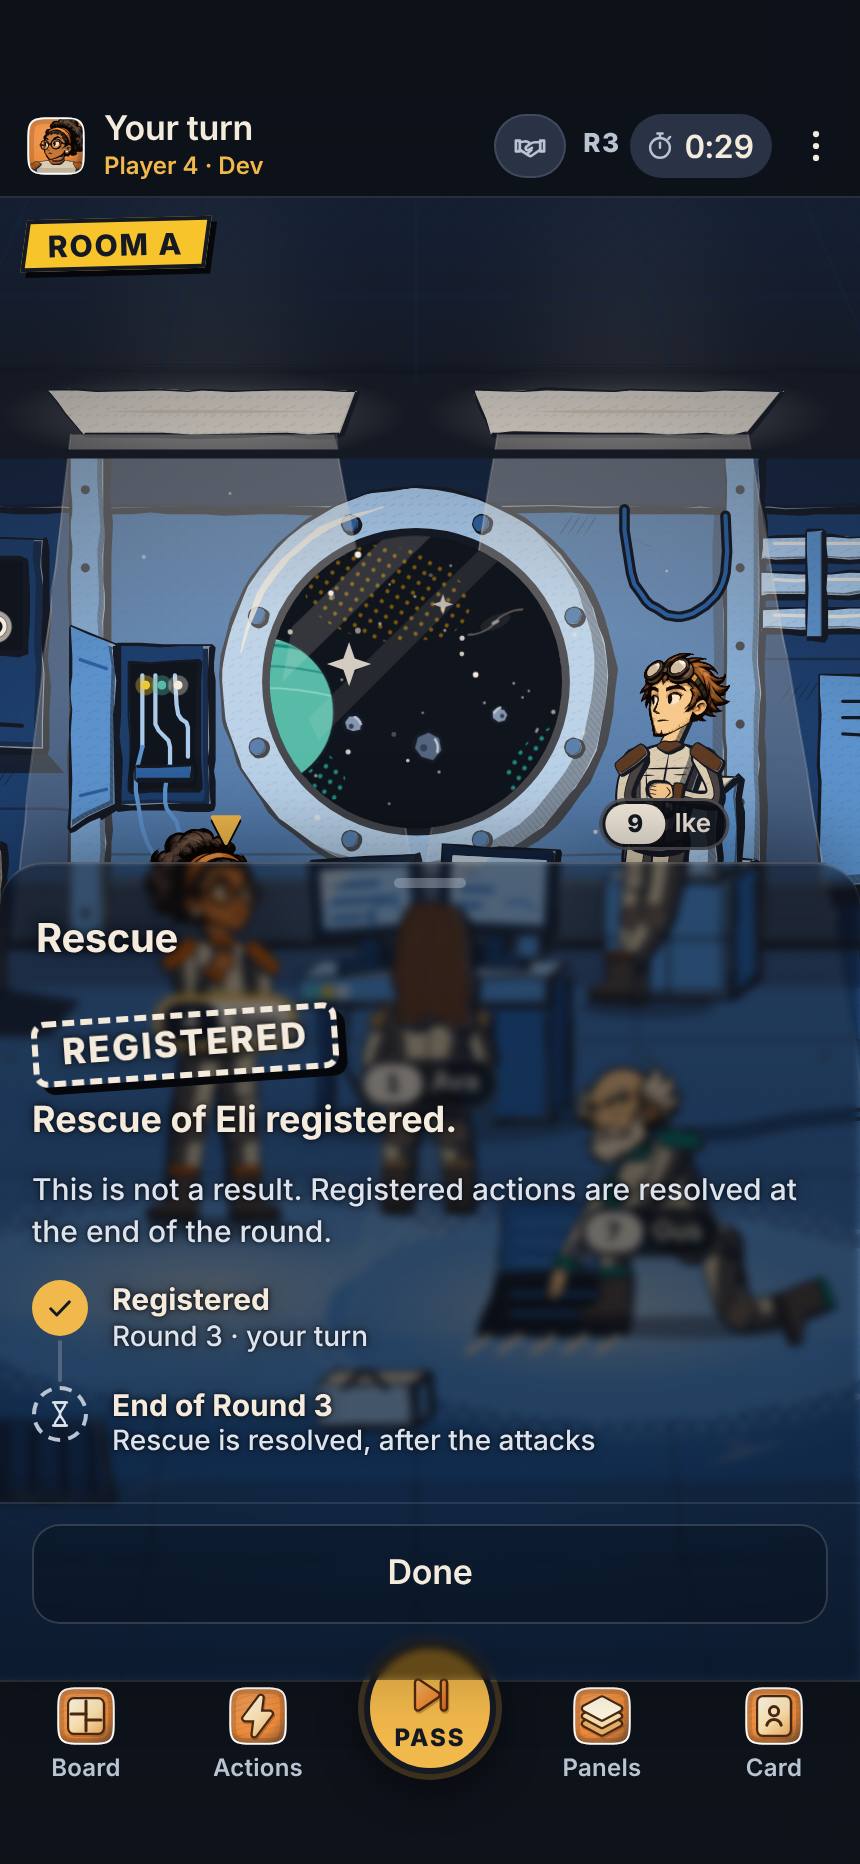 Your turn
Player 4 · Dev
R3
0:29
ROOM A
9 Ike
Rescue
REGISTERED
Rescue of Eli registered.
This is not a result. Registered actions are resolved at
the end of the round.
Registered
Round 3 · your turn
End of Round 3
Rescue is resolved, after the attacks
Done
PASS
Board
Actions
Panels
Card